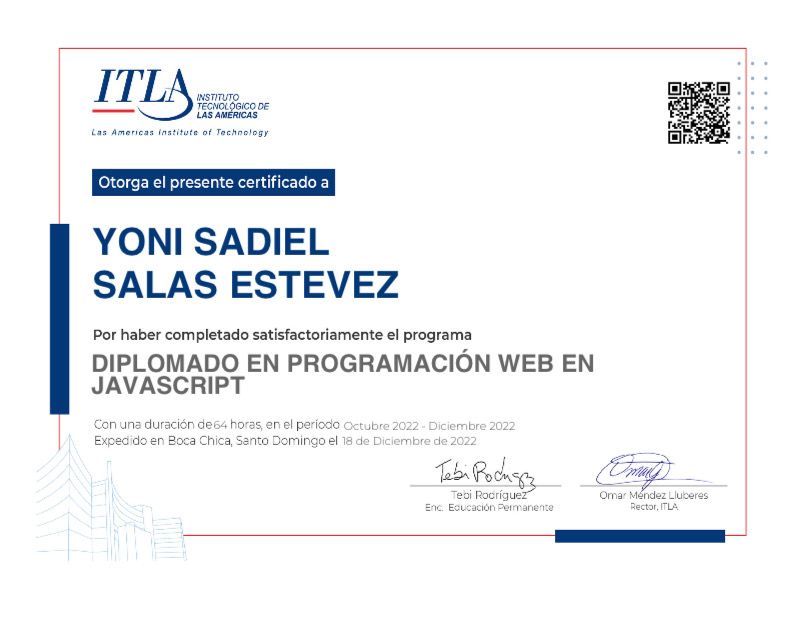 ITLA
INSTITUTO
TECNOLÓGICO DE
LAS AMÉRICAS
Las Americas Institute of Technology
Otorga el presente certificado a
YONI SADIEL
SALAS ESTEVEZ
Por haber completado satisfactoriamente el programa
DIPLOMADO EN PROGRAMACIÓN WEB EN
JAVASCRIPT
Con una duración de 64 horas, en el período Octubre 2022 - Diciembre 2022
Expedido en Boca Chica, Santo Domingo el 18 de Diciembre de 2022
Tebi Rodríguez
Enc. Educación Permanente
Omar Méndez Lluberes
Rector, ITLA